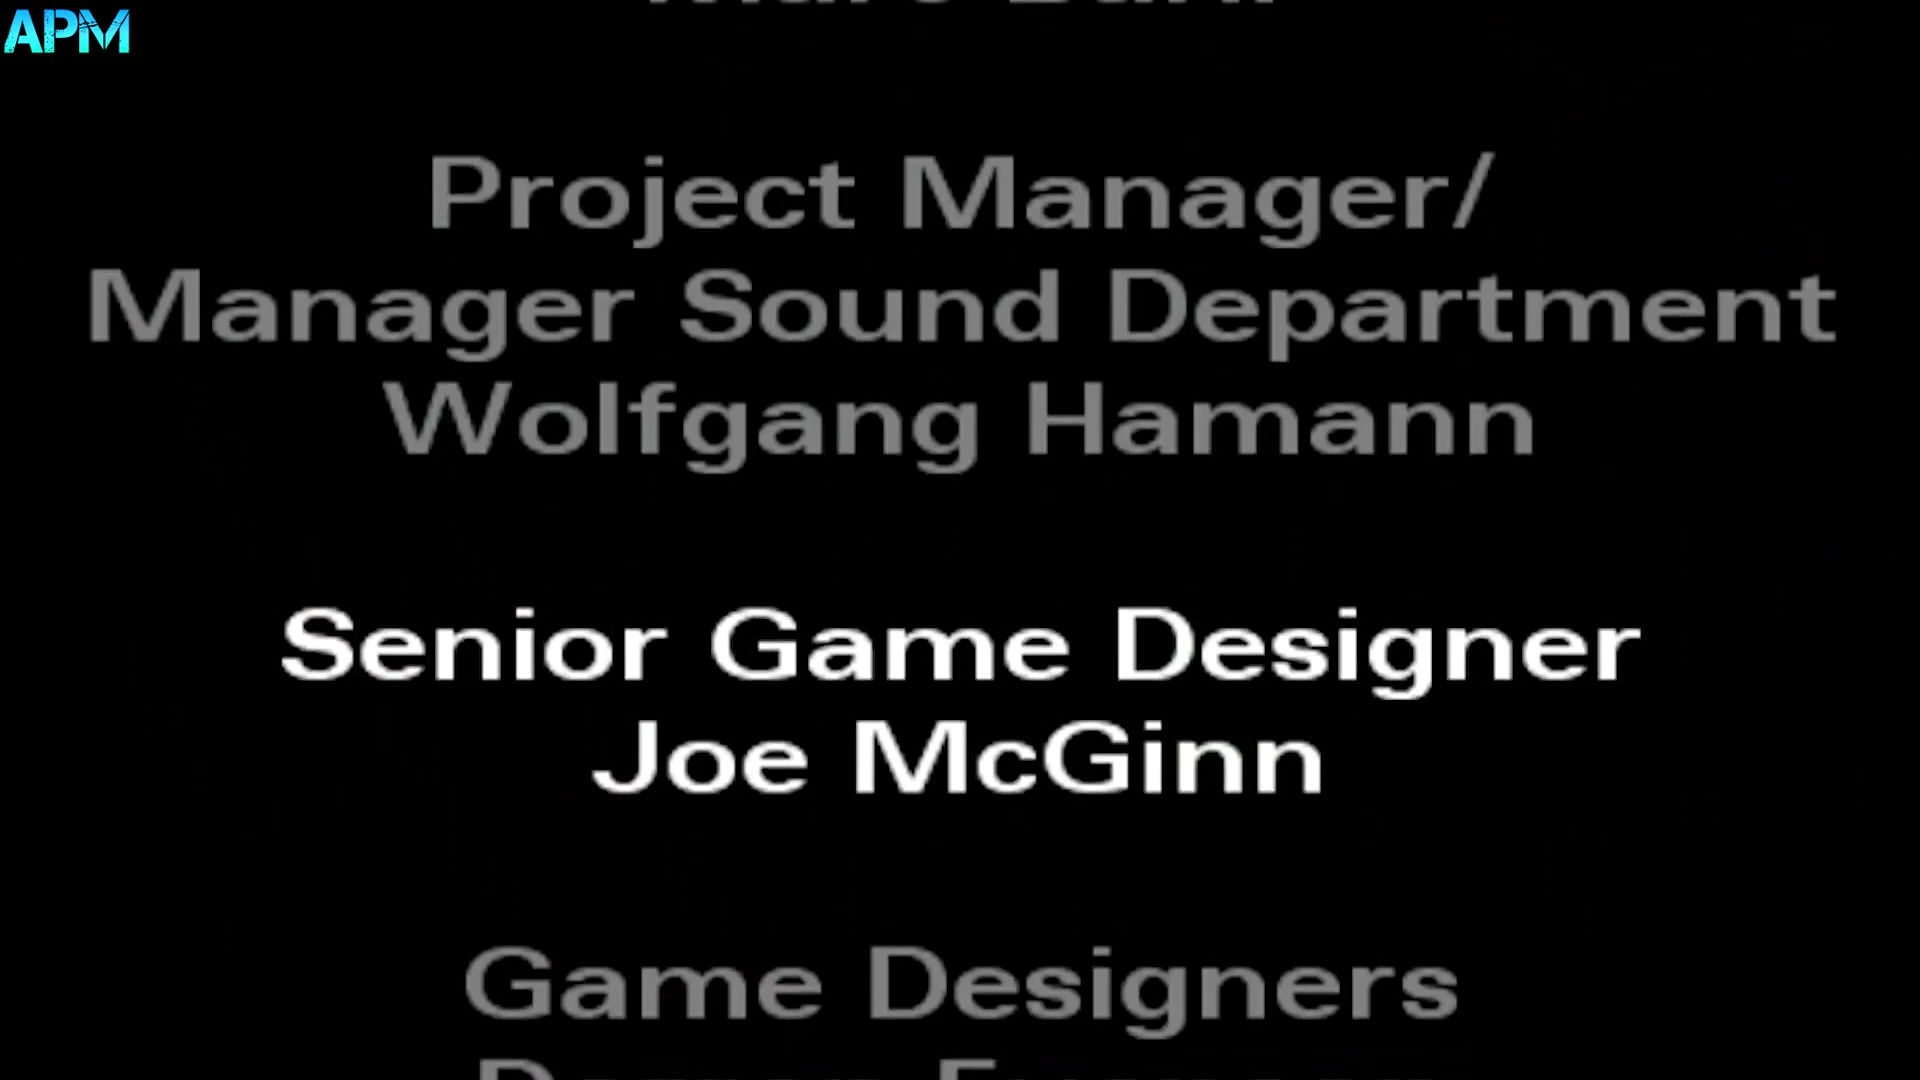 APM
Project Manager/
Manager Sound Department
Wolfgang Hamann
Senior Game Designer
Joe McGinn
Game Designers